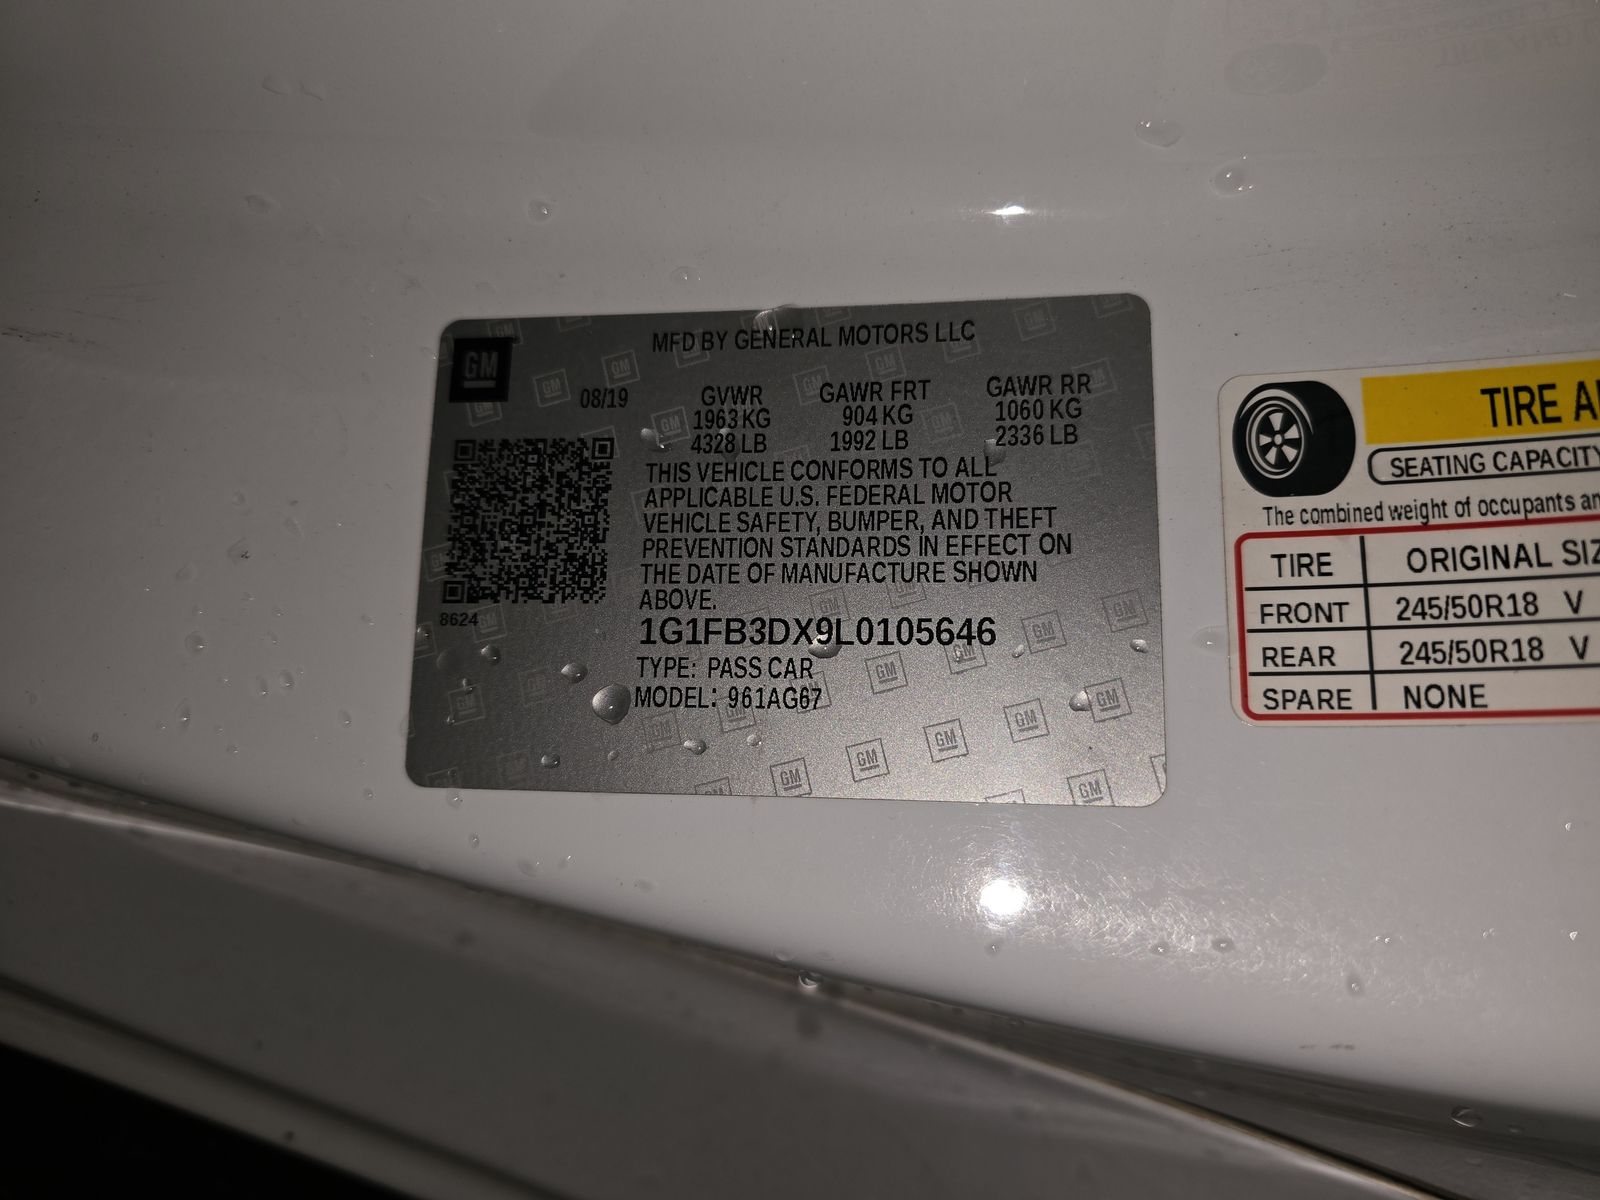 MFD BY GENERAL MOTORS LLC
GM
08/19
GVWR GAWR FRT GAWR RR
1963 KG 904 KG 1060 KG
4328 LB 1992 LB 2336 LB
THIS VEHICLE CONFORMS TO ALL
APPLICABLE U.S. FEDERAL MOTOR
VEHICLE SAFETY, BUMPER, AND THEFT
PREVENTION STANDARDS IN EFFECT ON
THE DATE OF MANUFACTURE SHOWN
ABOVE.
8624
1G1FB3DX9L0105646
TYPE: PASS CAR
MODEL: 961AG67
TIRE
SEATING CAPACITY
The combined weight of occupants
TIRE ORIGINAL
FRONT 245/50R18 V
REAR 245/50R18 V
SPARE NONE